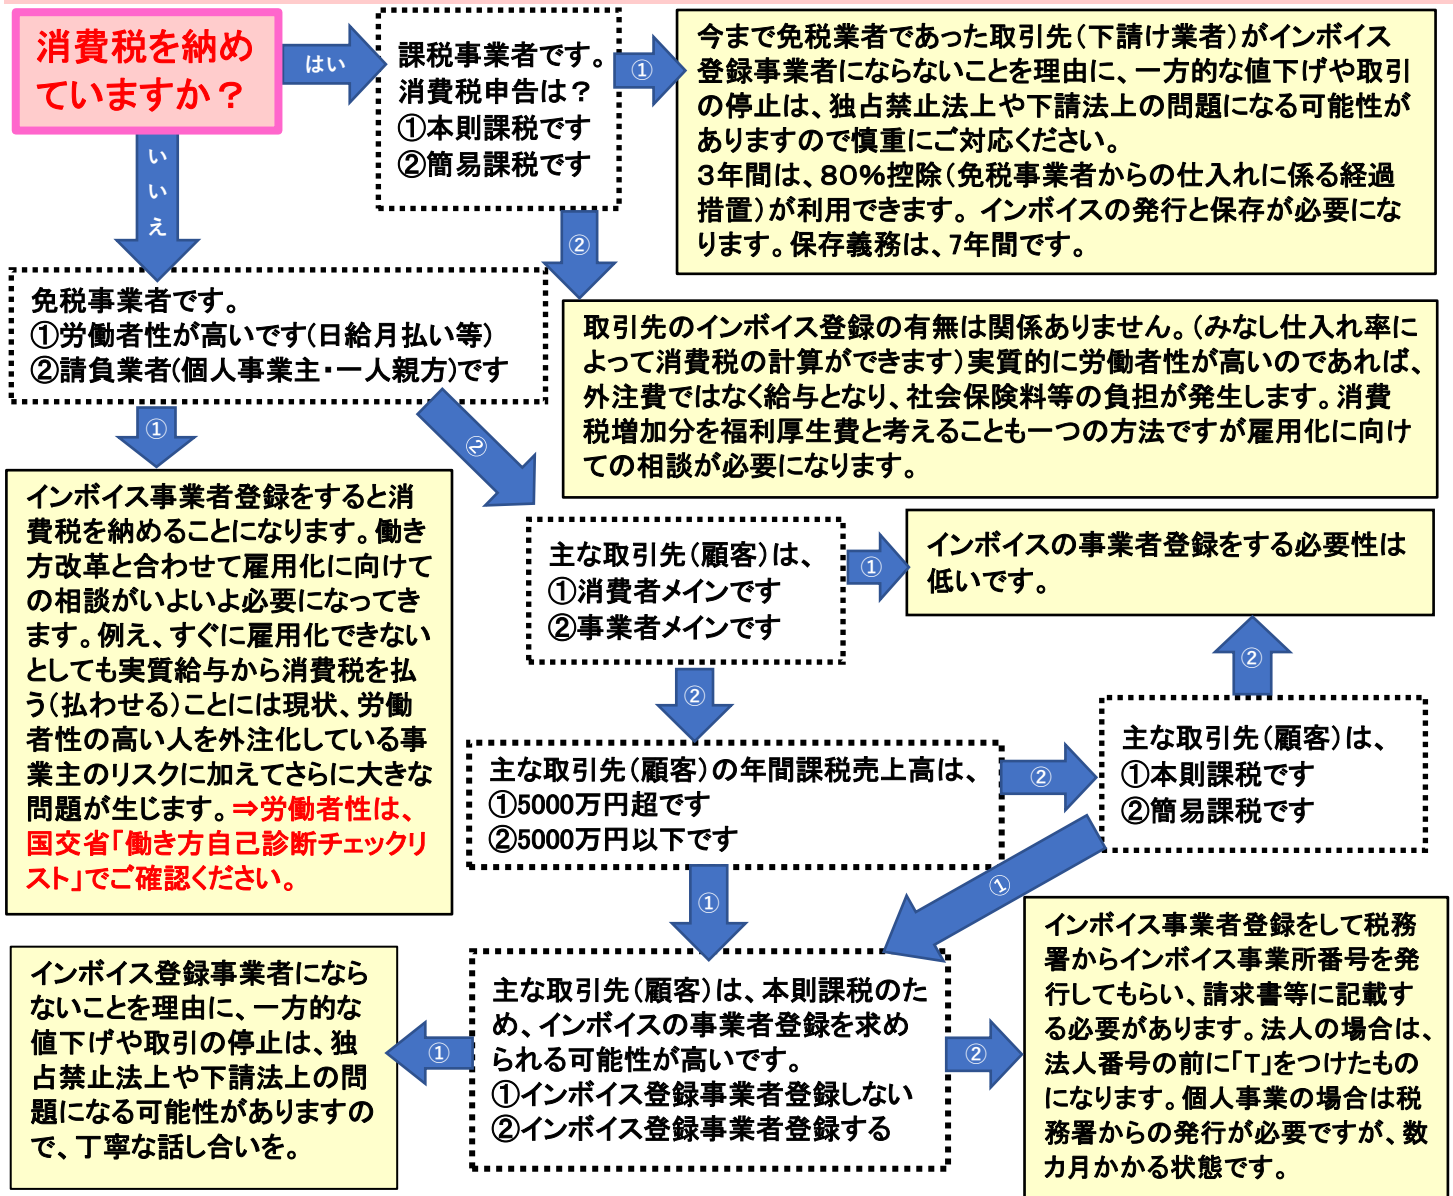 消費税を納め
ていますか？
はい
課税事業者です。
消費税申告は？
①本則課税です
②簡易課税です
①
今まで免税業者であった取引先（下請け業者）がインボイス
登録事業者にならないことを理由に、一方的な値下げや取引
の停止は、独占禁止法上や下請法上の問題になる可能性が
ありますので慎重にご対応ください。
３年間は、８０％控除（免税事業者からの仕入れに係る経過
措置）が利用できます。インボイスの発行と保存が必要にな
ります。保存義務は、7年間です。
いいえ
②
免税事業者です。
①労働者性が高いです(日給月払い等）
②請負業者(個人事業主・一人親方)です
取引先のインボイス登録の有無は関係ありません。（みなし仕入れ率に
よって消費税の計算ができます）実質的に労働者性が高いのであれば、
外注費ではなく給与となり、社会保険料等の負担が発生します。消費
税増加分を福利厚生費と考えることも一つの方法ですが雇用化に向け
ての相談が必要になります。
①
②
インボイス事業者登録をすると消
費税を納めることになります。働き
方改革と合わせて雇用化に向けて
の相談がいよいよ必要になってき
ます。例え、すぐに雇用化できない
としても実質給与から消費税を払
う（払わせる）ことには現状、労働
者性の高い人を外注化している事
業主のリスクに加えてさらに大きな
問題が生じます。⇒労働者性は、
国交省「働き方自己診断チェックリ
スト」でご確認ください。
主な取引先（顧客）は、
①消費者メインです
②事業者メインです
①
インボイスの事業者登録をする必要性は
低いです。
②
②
主な取引先（顧客）の年間課税売上高は、
①5000万円超です
②5000万円以下です
②
主な取引先（顧客）は、
①本則課税です
②簡易課税です
①
①
主な取引先（顧客）は、本則課税のた
め、インボイスの事業者登録を求め
られる可能性が高いです。
①インボイス登録事業者登録しない
②インボイス登録事業者登録する
①
インボイス登録事業者になら
ないことを理由に、一方的な
値下げや取引の停止は、独
占禁止法上や下請法上の問
題になる可能性がありますの
で、丁寧な話し合いを。
②
インボイス事業者登録をして税務
署からインボイス事業所番号を発
行してもらい、請求書等に記載す
る必要があります。法人の場合は、
法人番号の前に「T」をつけたもの
になります。個人事業の場合は税
務署からの発行が必要ですが、数
カ月かかる状態です。